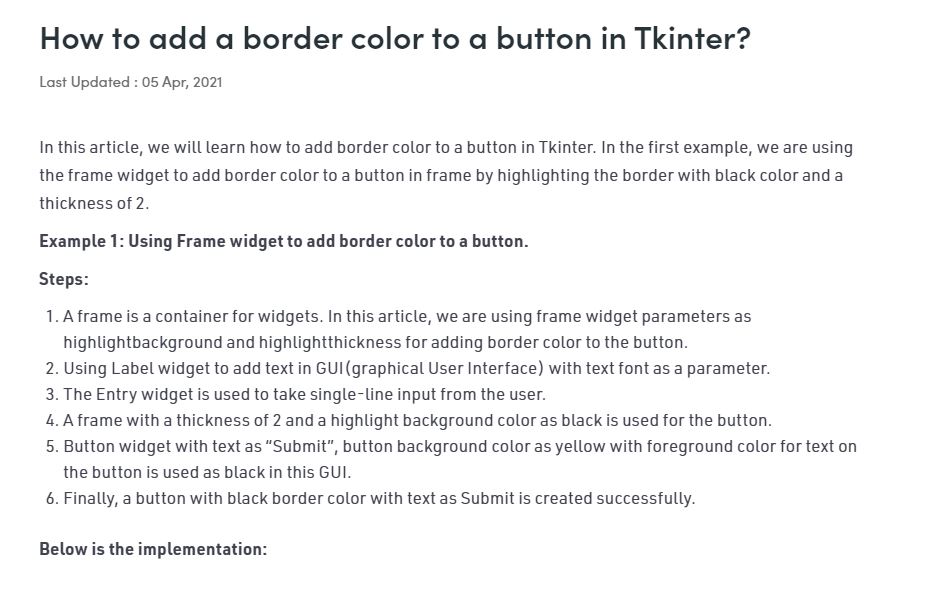 How to add a border color to a button in Tkinter?
Last Updated : 05 Apr, 2021
In this article, we will learn how to add border color to a button in Tkinter. In the first example, we are using
the frame widget to add border color to a button in frame by highlighting the border with black color and a
thickness of 2.
Example 1: Using Frame widget to add border color to a button.
Steps:
1. A frame is a container for widgets. In this article, we are using frame widget parameters as
highlightbackground and highlightthickness for adding border color to the button.
2. Using Label widget to add text in GUI(graphical User Interface) with text font as a parameter.
3. The Entry widget is used to take single-line input from the user.
4. A frame with a thickness of 2 and a highlight background color as black is used for the button.
5. Button widget with text as “Submit”, button background color as yellow with foreground color for text on
the button is used as black in this GUI.
6. Finally, a button with black border color with text as Submit is created successfully.
Below is the implementation: